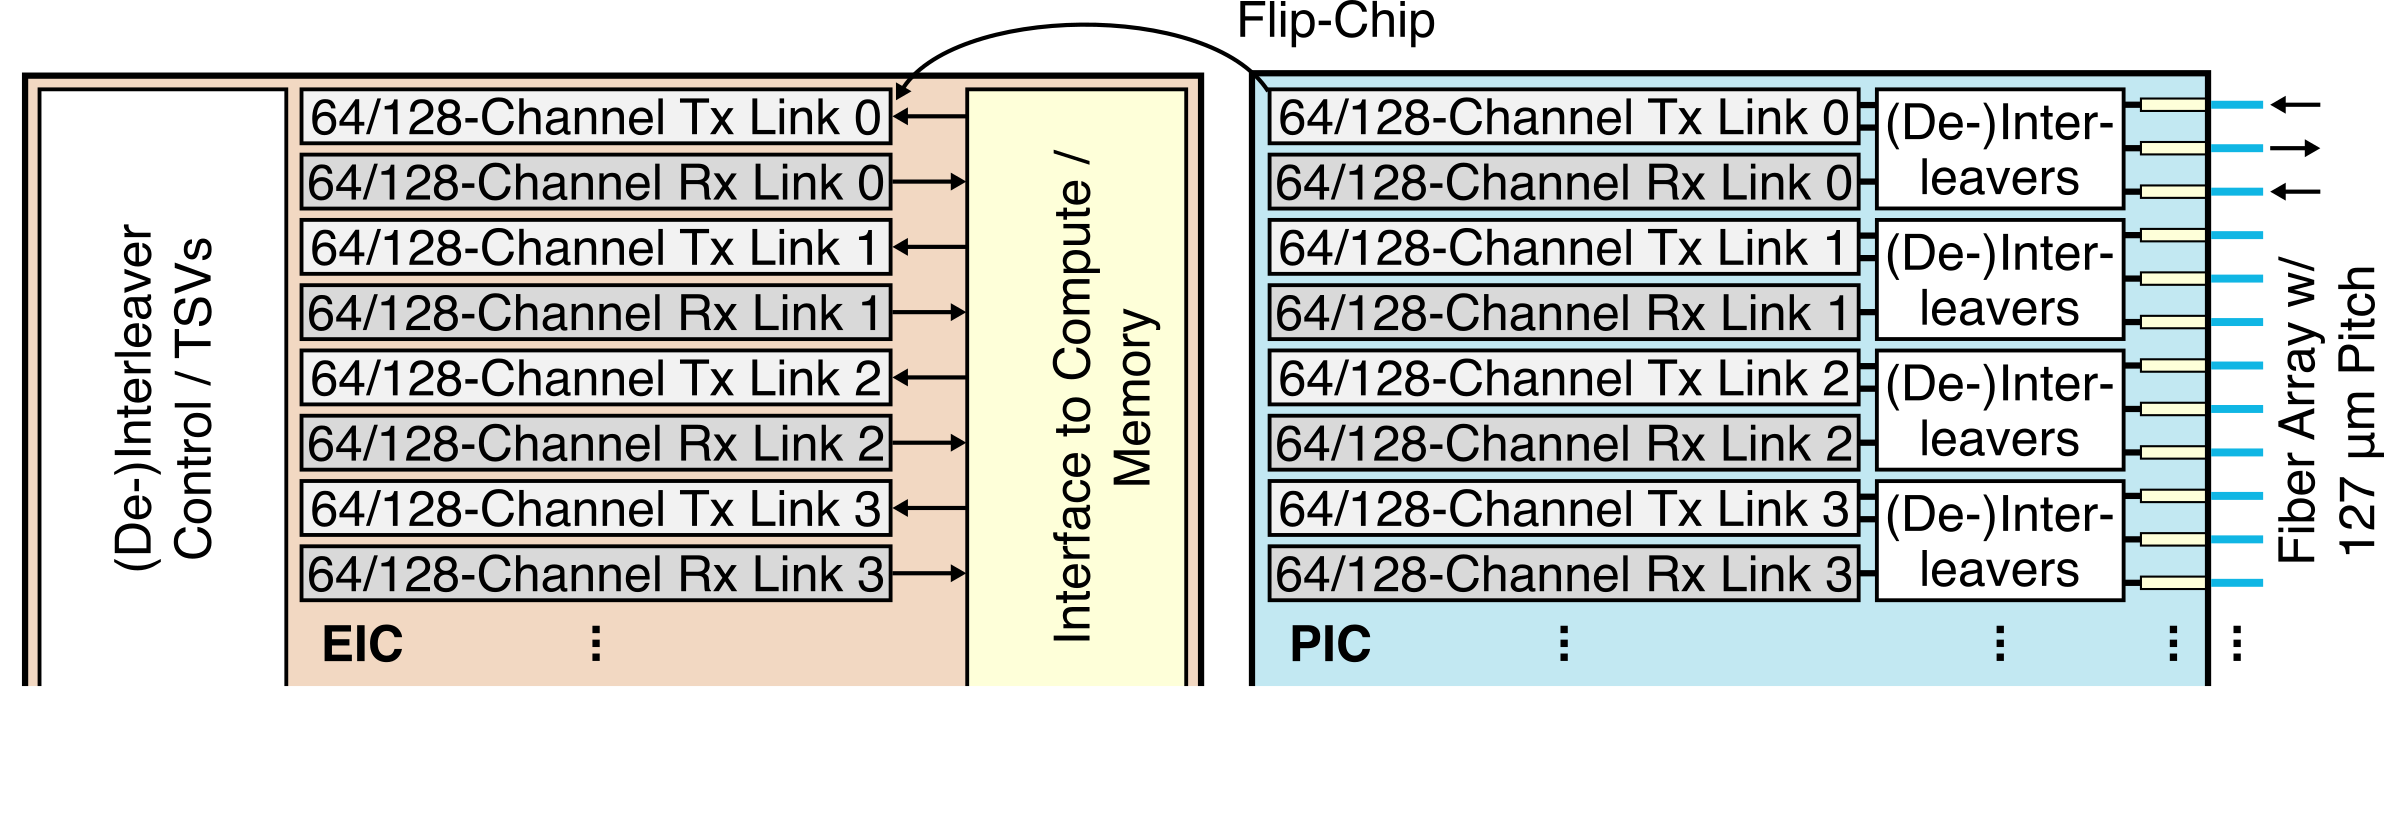 Flip-Chip
(De-)Interleaver
Control / TSVs
64/128-Channel Tx Link 0
64/128-Channel Rx Link 0
64/128-Channel Tx Link 1
64/128-Channel Rx Link 1
64/128-Channel Tx Link 2
64/128-Channel Rx Link 2
64/128-Channel Tx Link 3
64/128-Channel Rx Link 3
EIC
Interface to Compute /
Memory
64/128-Channel Tx Link 0
64/128-Channel Rx Link 0
64/128-Channel Tx Link 1
64/128-Channel Rx Link 1
64/128-Channel Tx Link 2
64/128-Channel Rx Link 2
64/128-Channel Tx Link 3
64/128-Channel Rx Link 3
PIC
(De-)Inter-
leavers
(De-)Inter-
leavers
(De-)Inter-
leavers
(De-)Inter-
leavers
Fiber Array w/
127 µm Pitch